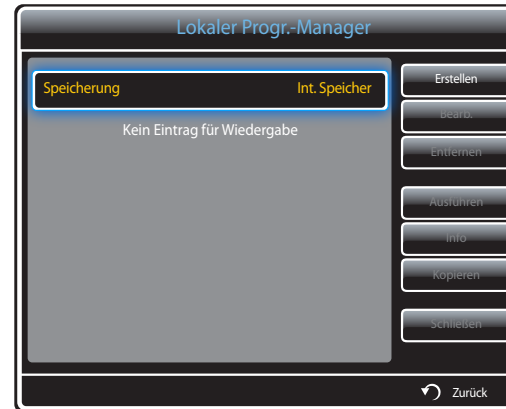 Lokaler Progr.-Manager
Speicherung Int. Speicher
Kein Eintrag für Wiedergabe
Erstellen
Bearb.
Entfernen
Ausführen
Info
Kopieren
Schließen
Zurück